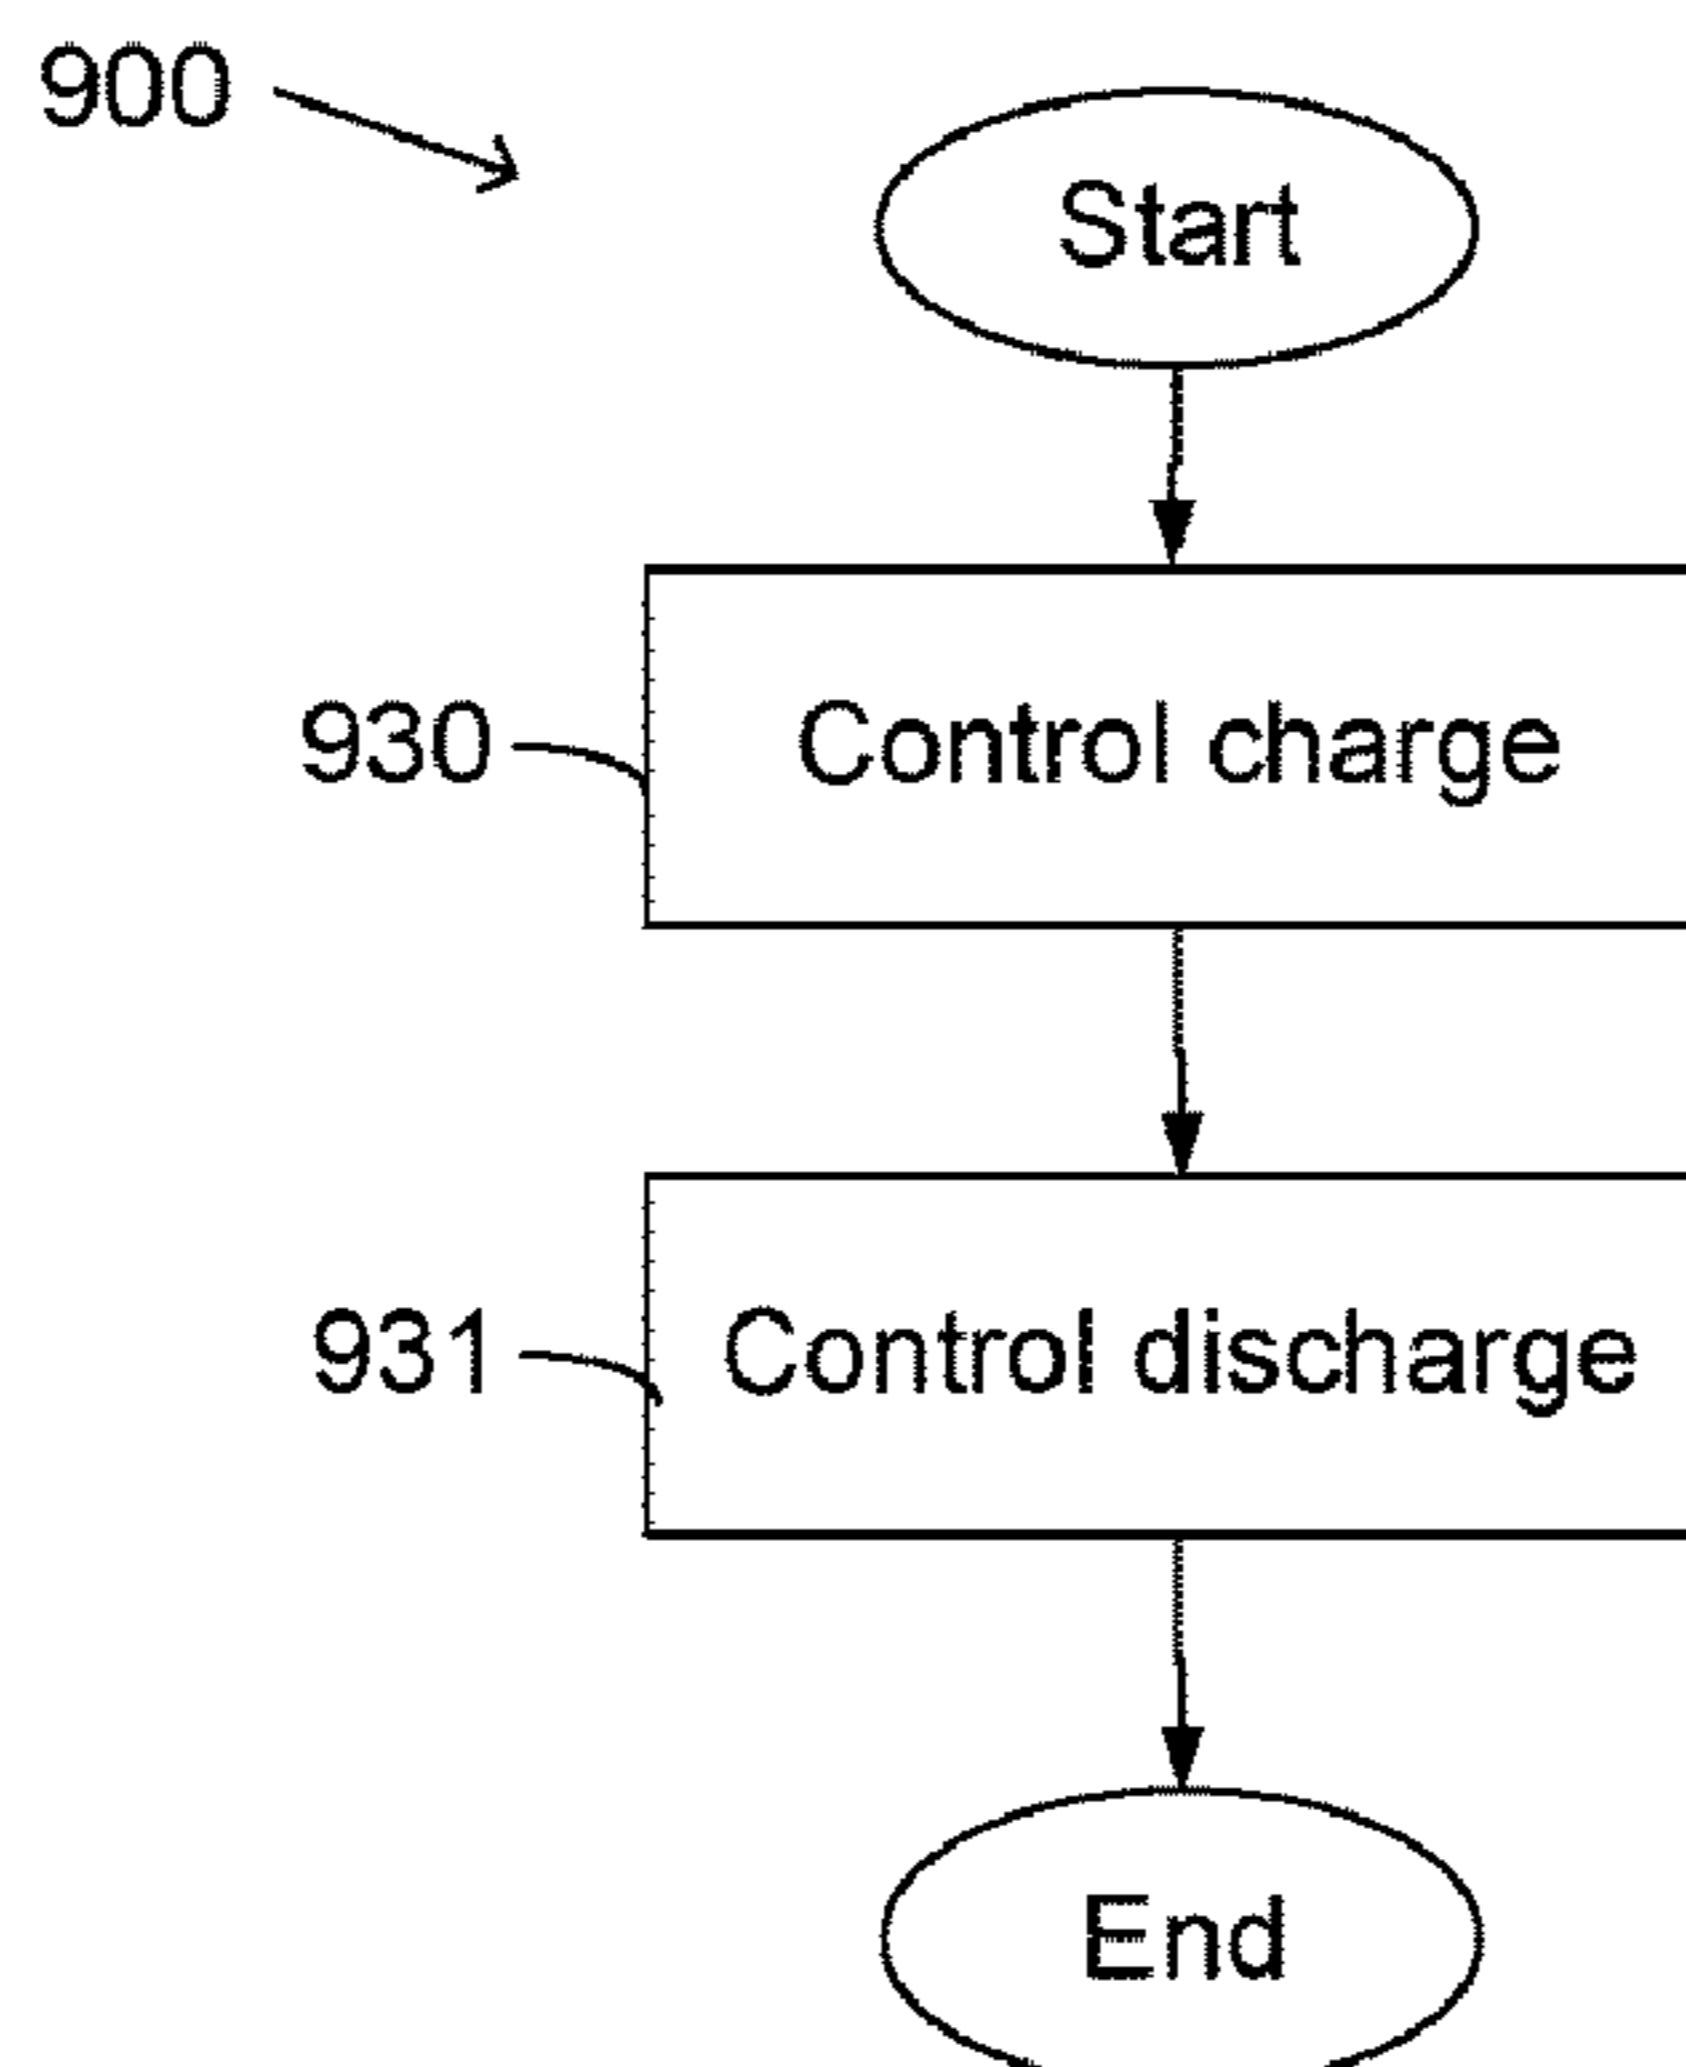 900
Start
930
Control charge
931
Control discharge
End